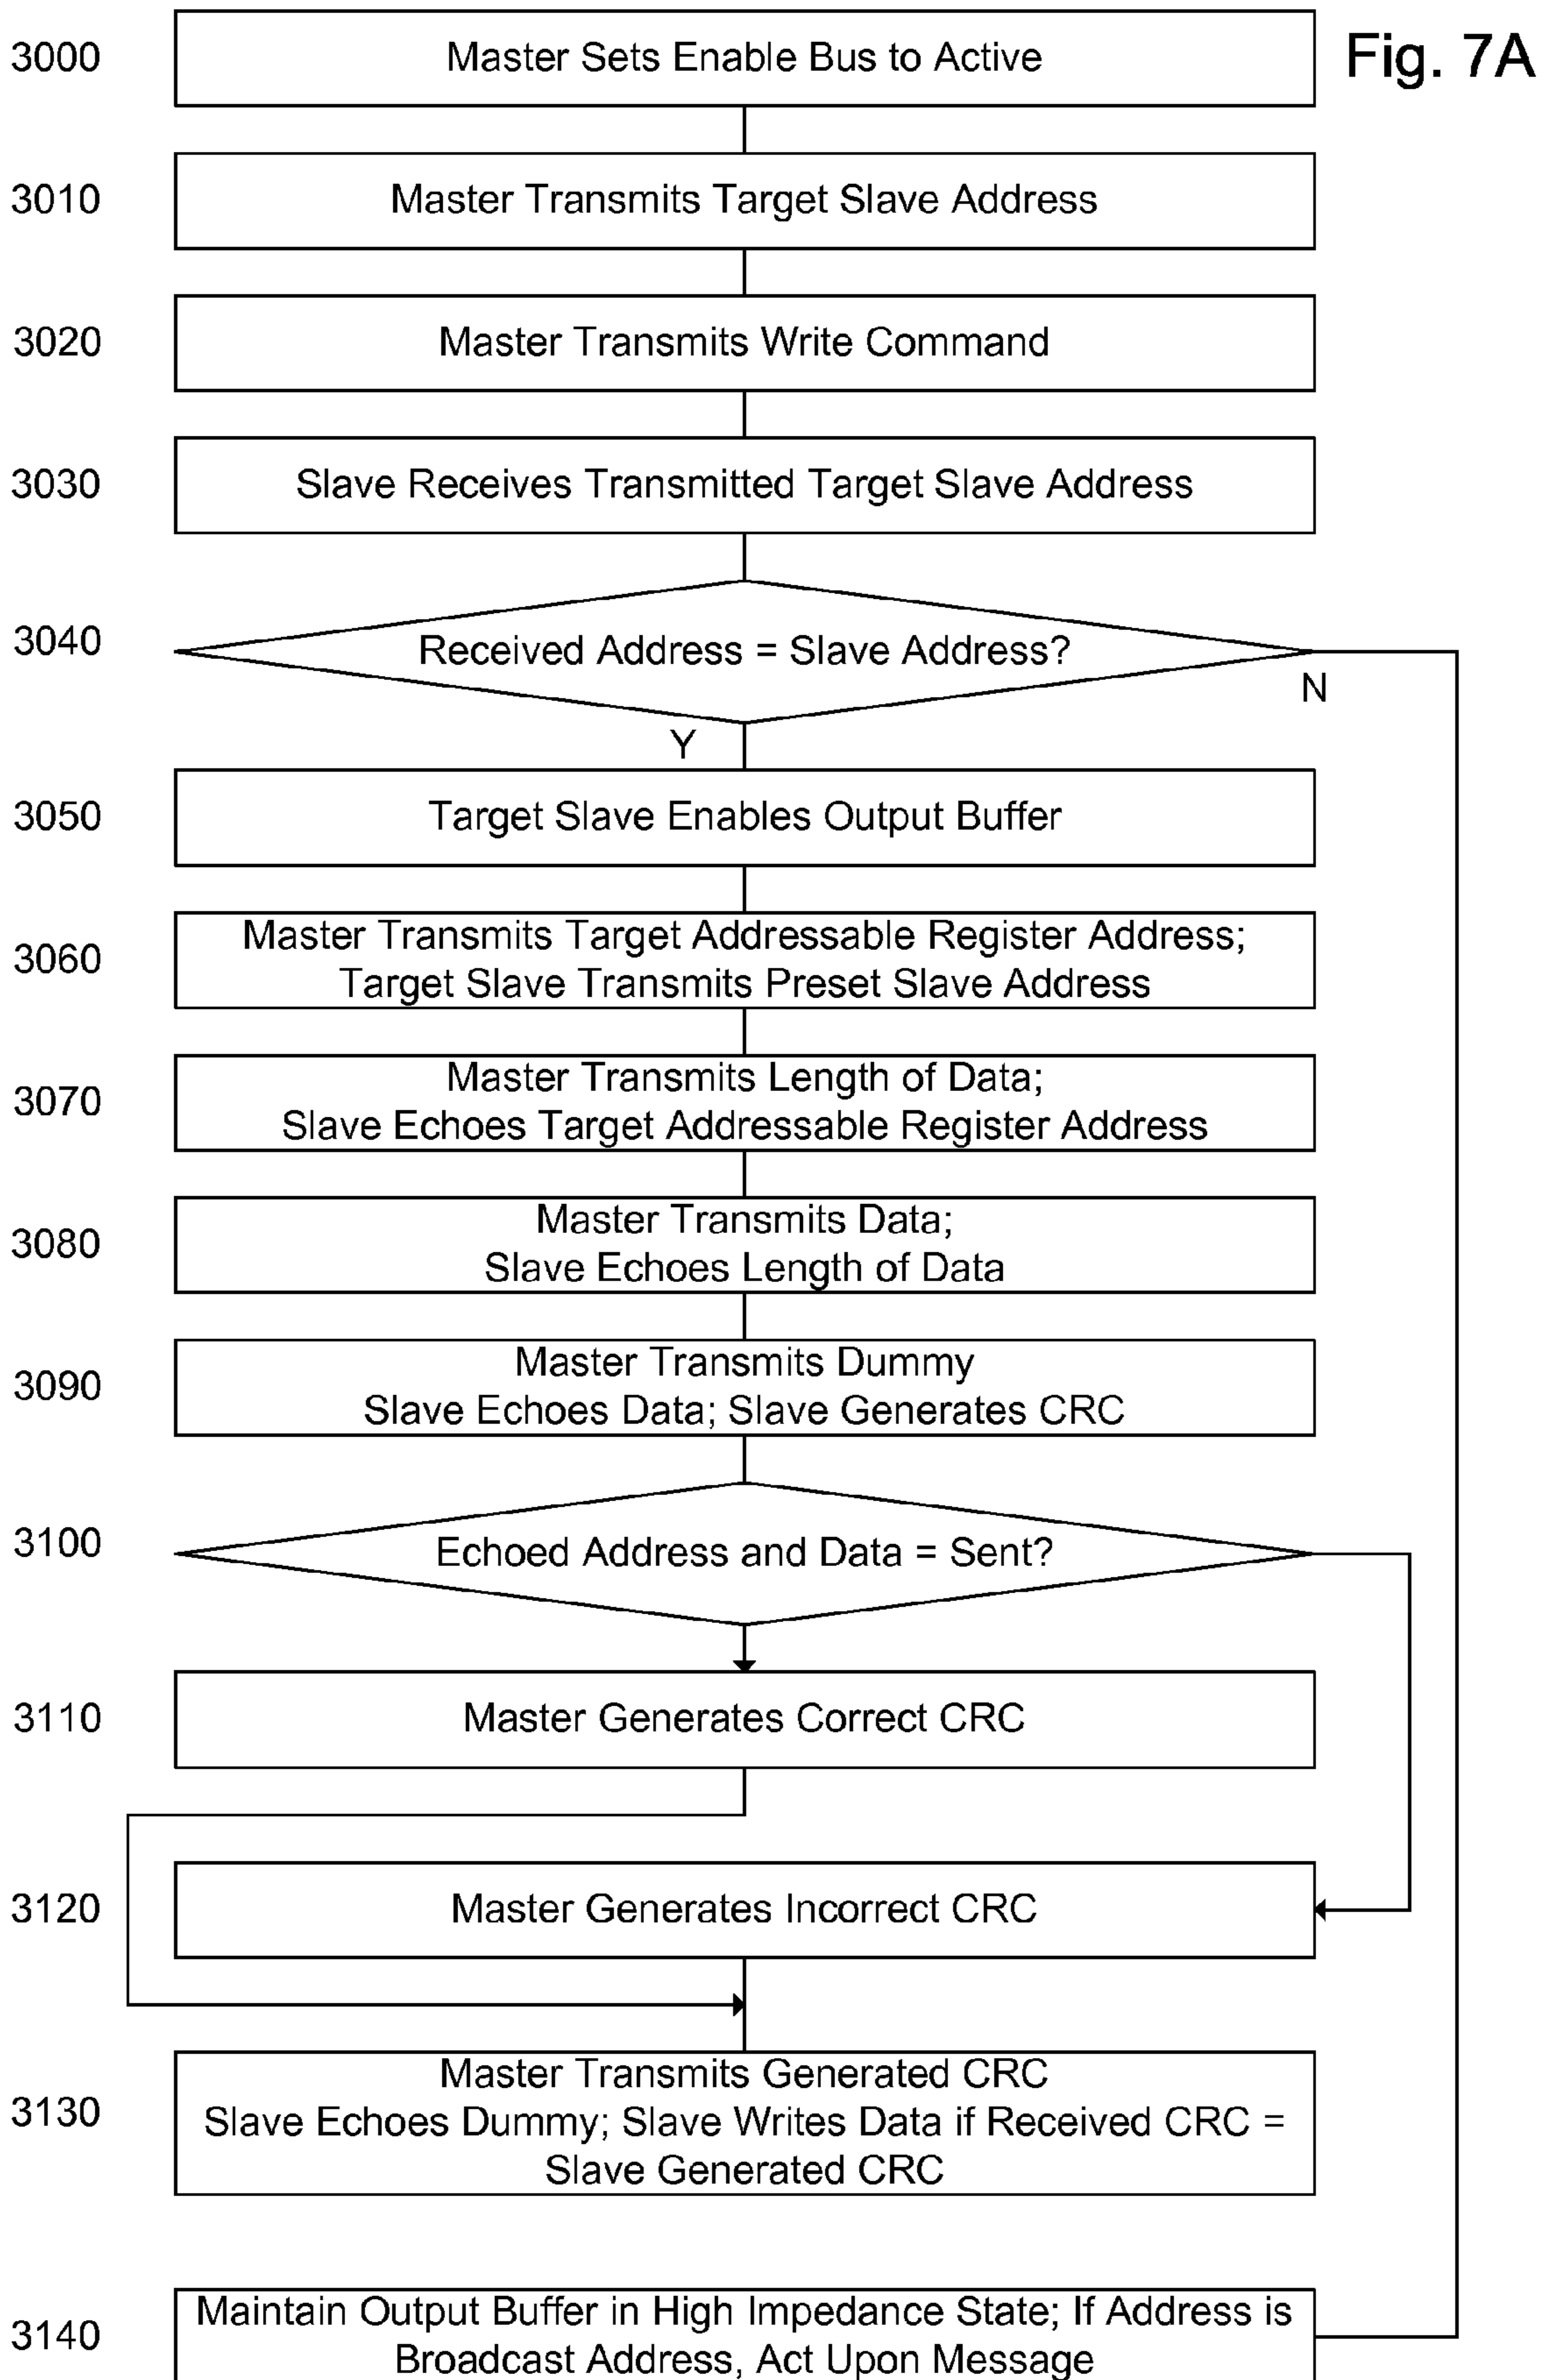 3000
Master Sets Enable Bus to Active
Fig. 7A
3010
Master Transmits Target Slave Address
3020
Master Transmits Write Command
3030
Slave Receives Transmitted Target Slave Address
3040
Received Address = Slave Address?
N
Y
3050
Target Slave Enables Output Buffer
3060
Master Transmits Target Addressable Register Address;
Target Slave Transmits Preset Slave Address
3070
Master Transmits Length of Data;
Slave Echoes Target Addressable Register Address
3080
Master Transmits Data;
Slave Echoes Length of Data
3090
Master Transmits Dummy
Slave Echoes Data; Slave Generates CRC
3100
Echoed Address and Data = Sent?
3110
Master Generates Correct CRC
3120
Master Generates Incorrect CRC
3130
Master Transmits Generated CRC
Slave Echoes Dummy; Slave Writes Data if Received CRC =
Slave Generated CRC
3140
Maintain Output Buffer in High Impedance State; If Address is
Broadcast Address, Act Upon Message